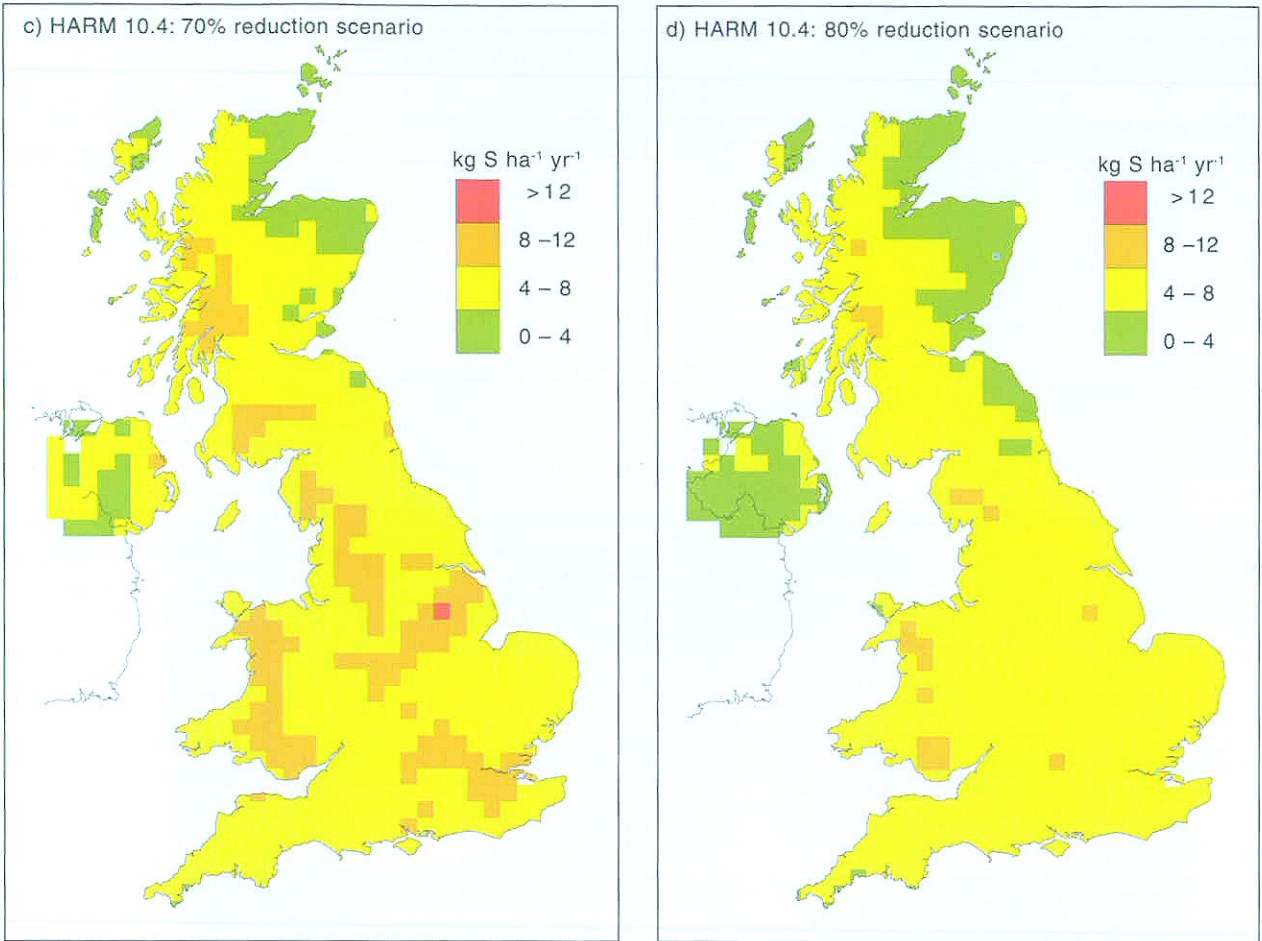 c) HARM 10.4: 70% reduction scenario
kg S ha⁻¹ yr⁻¹
>12
8 –12
4 – 8
0 – 4
d) HARM 10.4: 80% reduction scenario
kg S ha⁻¹ yr⁻¹
>12
8 –12
4 – 8
0 – 4